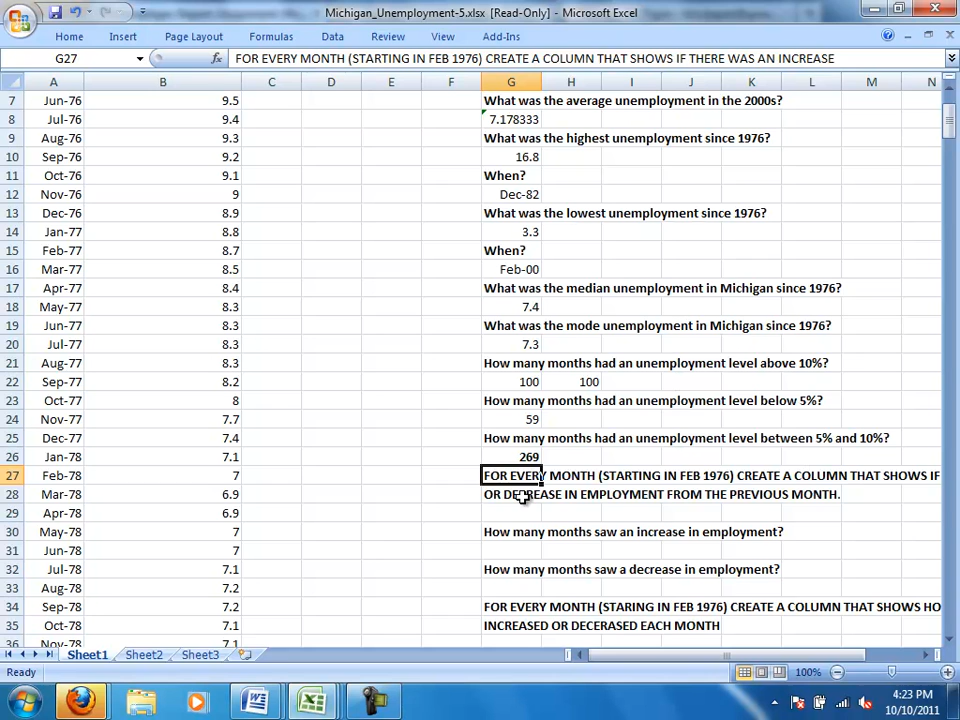 Michigan_Unemployment-5.xlsx [Read-Only] - Microsoft Excel
Home Insert Page Layout Formulas Data Review View Add-Ins
G27 fx FOR EVERY MONTH (STARTING IN FEB 1976) CREATE A COLUMN THAT SHOWS IF THERE WAS AN INCREASE
A B C D E F G H I J K L M N
7 Jun-76 9.5 What was the average unemployment in the 2000s?
8 Jul-76 9.4 7.178333
9 Aug-76 9.3 What was the highest unemployment since 1976?
10 Sep-76 9.2 16.8
11 Oct-76 9.1 When?
12 Nov-76 9 Dec-82
13 Dec-76 8.9 What was the lowest unemployment since 1976?
14 Jan-77 8.8 3.3
15 Feb-77 8.7 When?
16 Mar-77 8.5 Feb-00
17 Apr-77 8.4 What was the median unemployment in Michigan since 1976?
18 May-77 8.3 7.4
19 Jun-77 8.3 What was the mode unemployment in Michigan since 1976?
20 Jul-77 8.3 7.3
21 Aug-77 8.3 How many months had an unemployment level above 10%?
22 Sep-77 8.2 100 100
23 Oct-77 8 How many months had an unemployment level below 5%?
24 Nov-77 7.7 59
25 Dec-77 7.4 How many months had an unemployment level between 5% and 10%?
26 Jan-78 7.1 269
27 Feb-78 7 FOR EVERY MONTH (STARTING IN FEB 1976) CREATE A COLUMN THAT SHOWS IF
28 Mar-78 6.9 OR DECREASE IN EMPLOYMENT FROM THE PREVIOUS MONTH.
29 Apr-78 6.9
30 May-78 7 How many months saw an increase in employment?
31 Jun-78 7
32 Jul-78 7.1 How many months saw a decrease in employment?
33 Aug-78 7.2
34 Sep-78 7.2 FOR EVERY MONTH (STARING IN FEB 1976) CREATE A COLUMN THAT SHOWS HO
35 Oct-78 7.1 INCREASED OR DECERASED EACH MONTH
36 Nov-78 7.1
Sheet1 Sheet2 Sheet3
Ready 100%
4:23 PM
10/10/2011